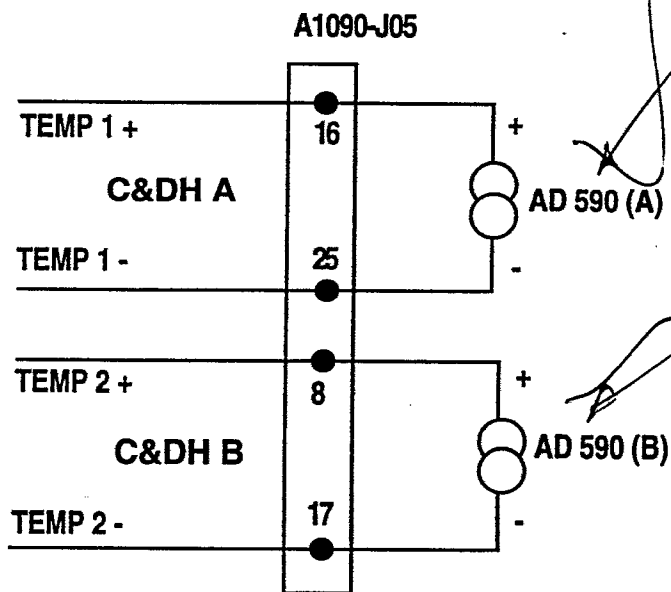 A1090-J05
TEMP 1 +
16
+
C&DH A
AD 590 (A)
TEMP 1 -
25
-
TEMP 2 +
8
+
C&DH B
AD 590 (B)
TEMP 2 -
17
-